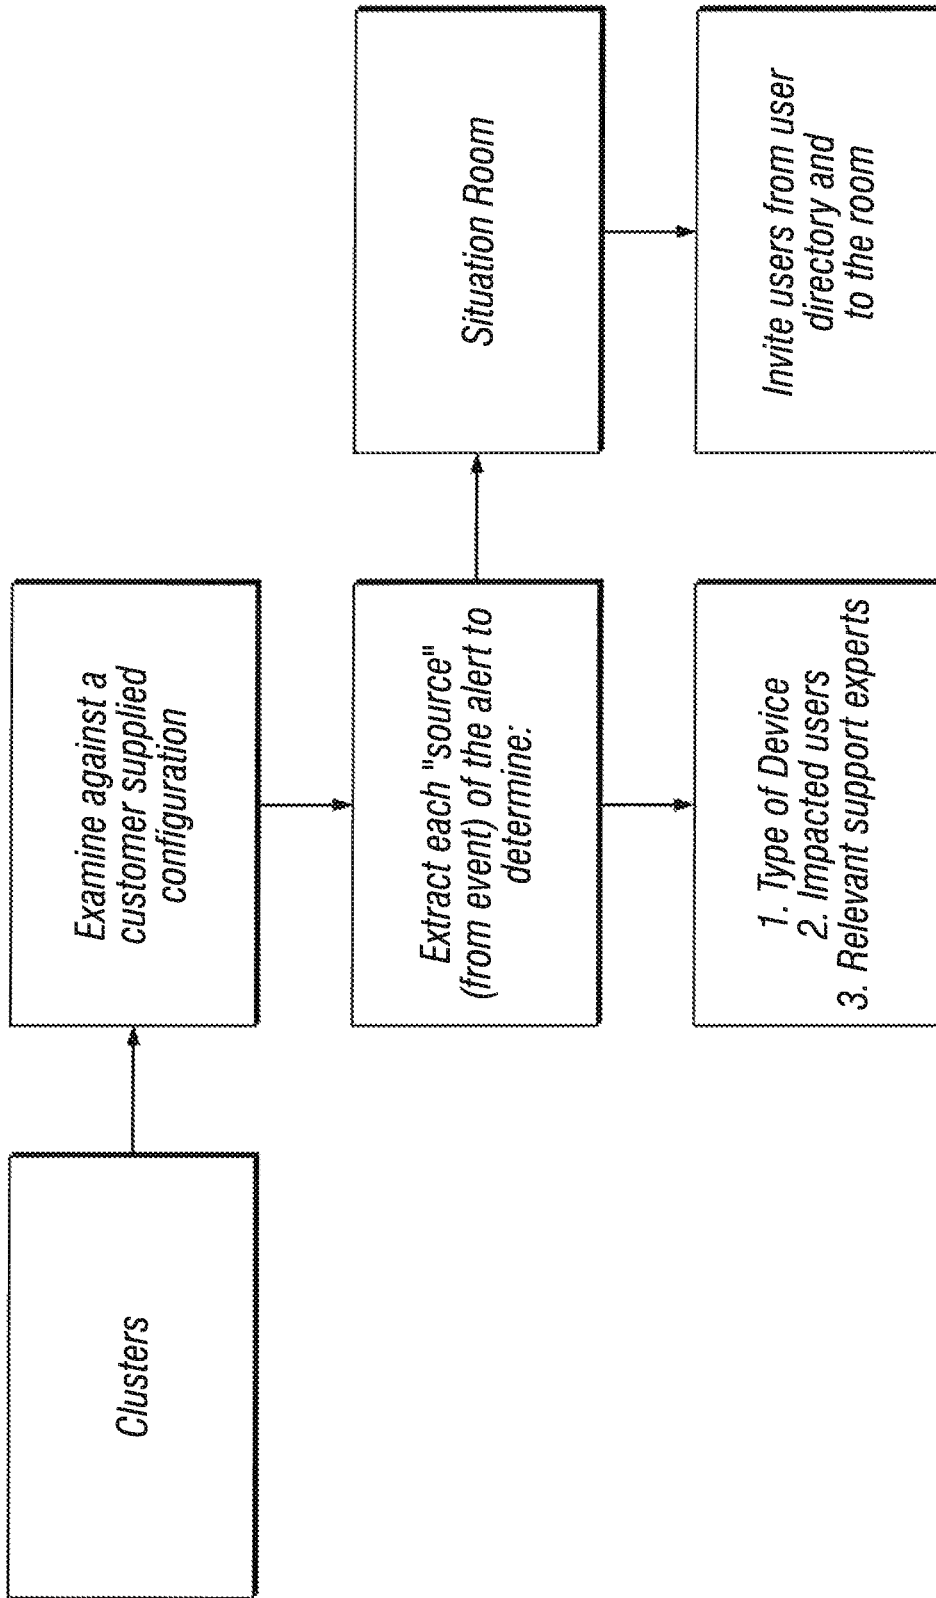 Clusters
Examine against a
customer supplied
configuration
Extract each "source"
(from event) of the alert to
determine:
1. Type of Device
2. Impacted users
3. Relevant support experts
Situation Room
Invite users from user
directory and
to the room